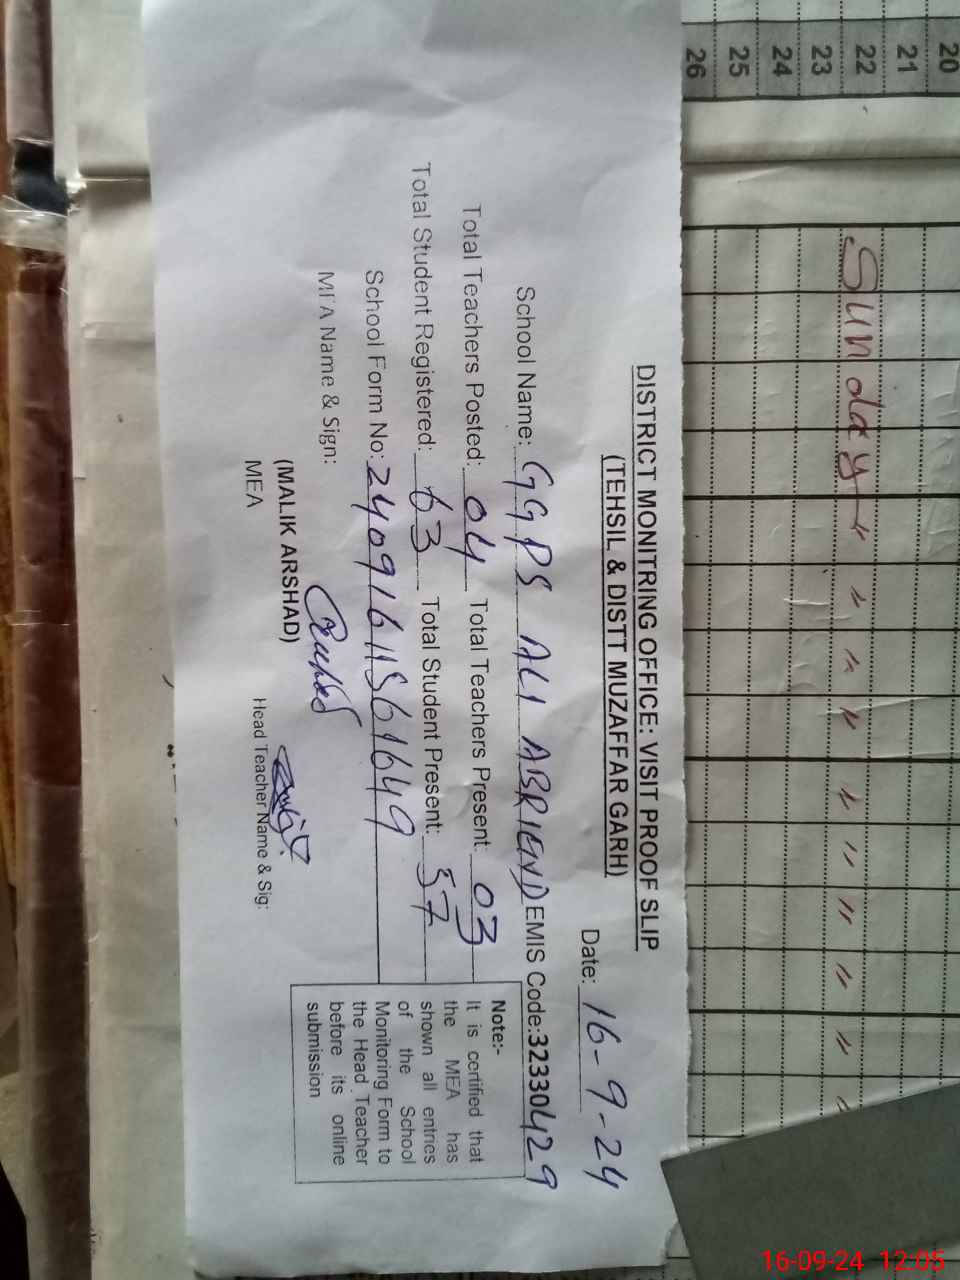 DISTRICT MONITRING OFFICE: VISIT PROOF SLIP
(TEHSIL & DISTT MUZAFFAR GARH)
Date: 16-9-24
School Name: GGPS ALI ABRIEND EMIS Code:32330429
Total Teachers Posted: 04 Total Teachers Present: 03
Total Student Registered: 63 Total Student Present: 57
School Form No: 24091611561649
MEA Name & Sign:
(MALIK ARSHAD)
MEA
Head Teacher Name & Sig:
Note:-
It is certified that
the MEA has
shown all entries
of the School
Monitoring Form to
the Head Teacher
before its online
submission
20
21
22 Sunday " " " " " " " " " "
23
24
25
26
16-09-24 12:05